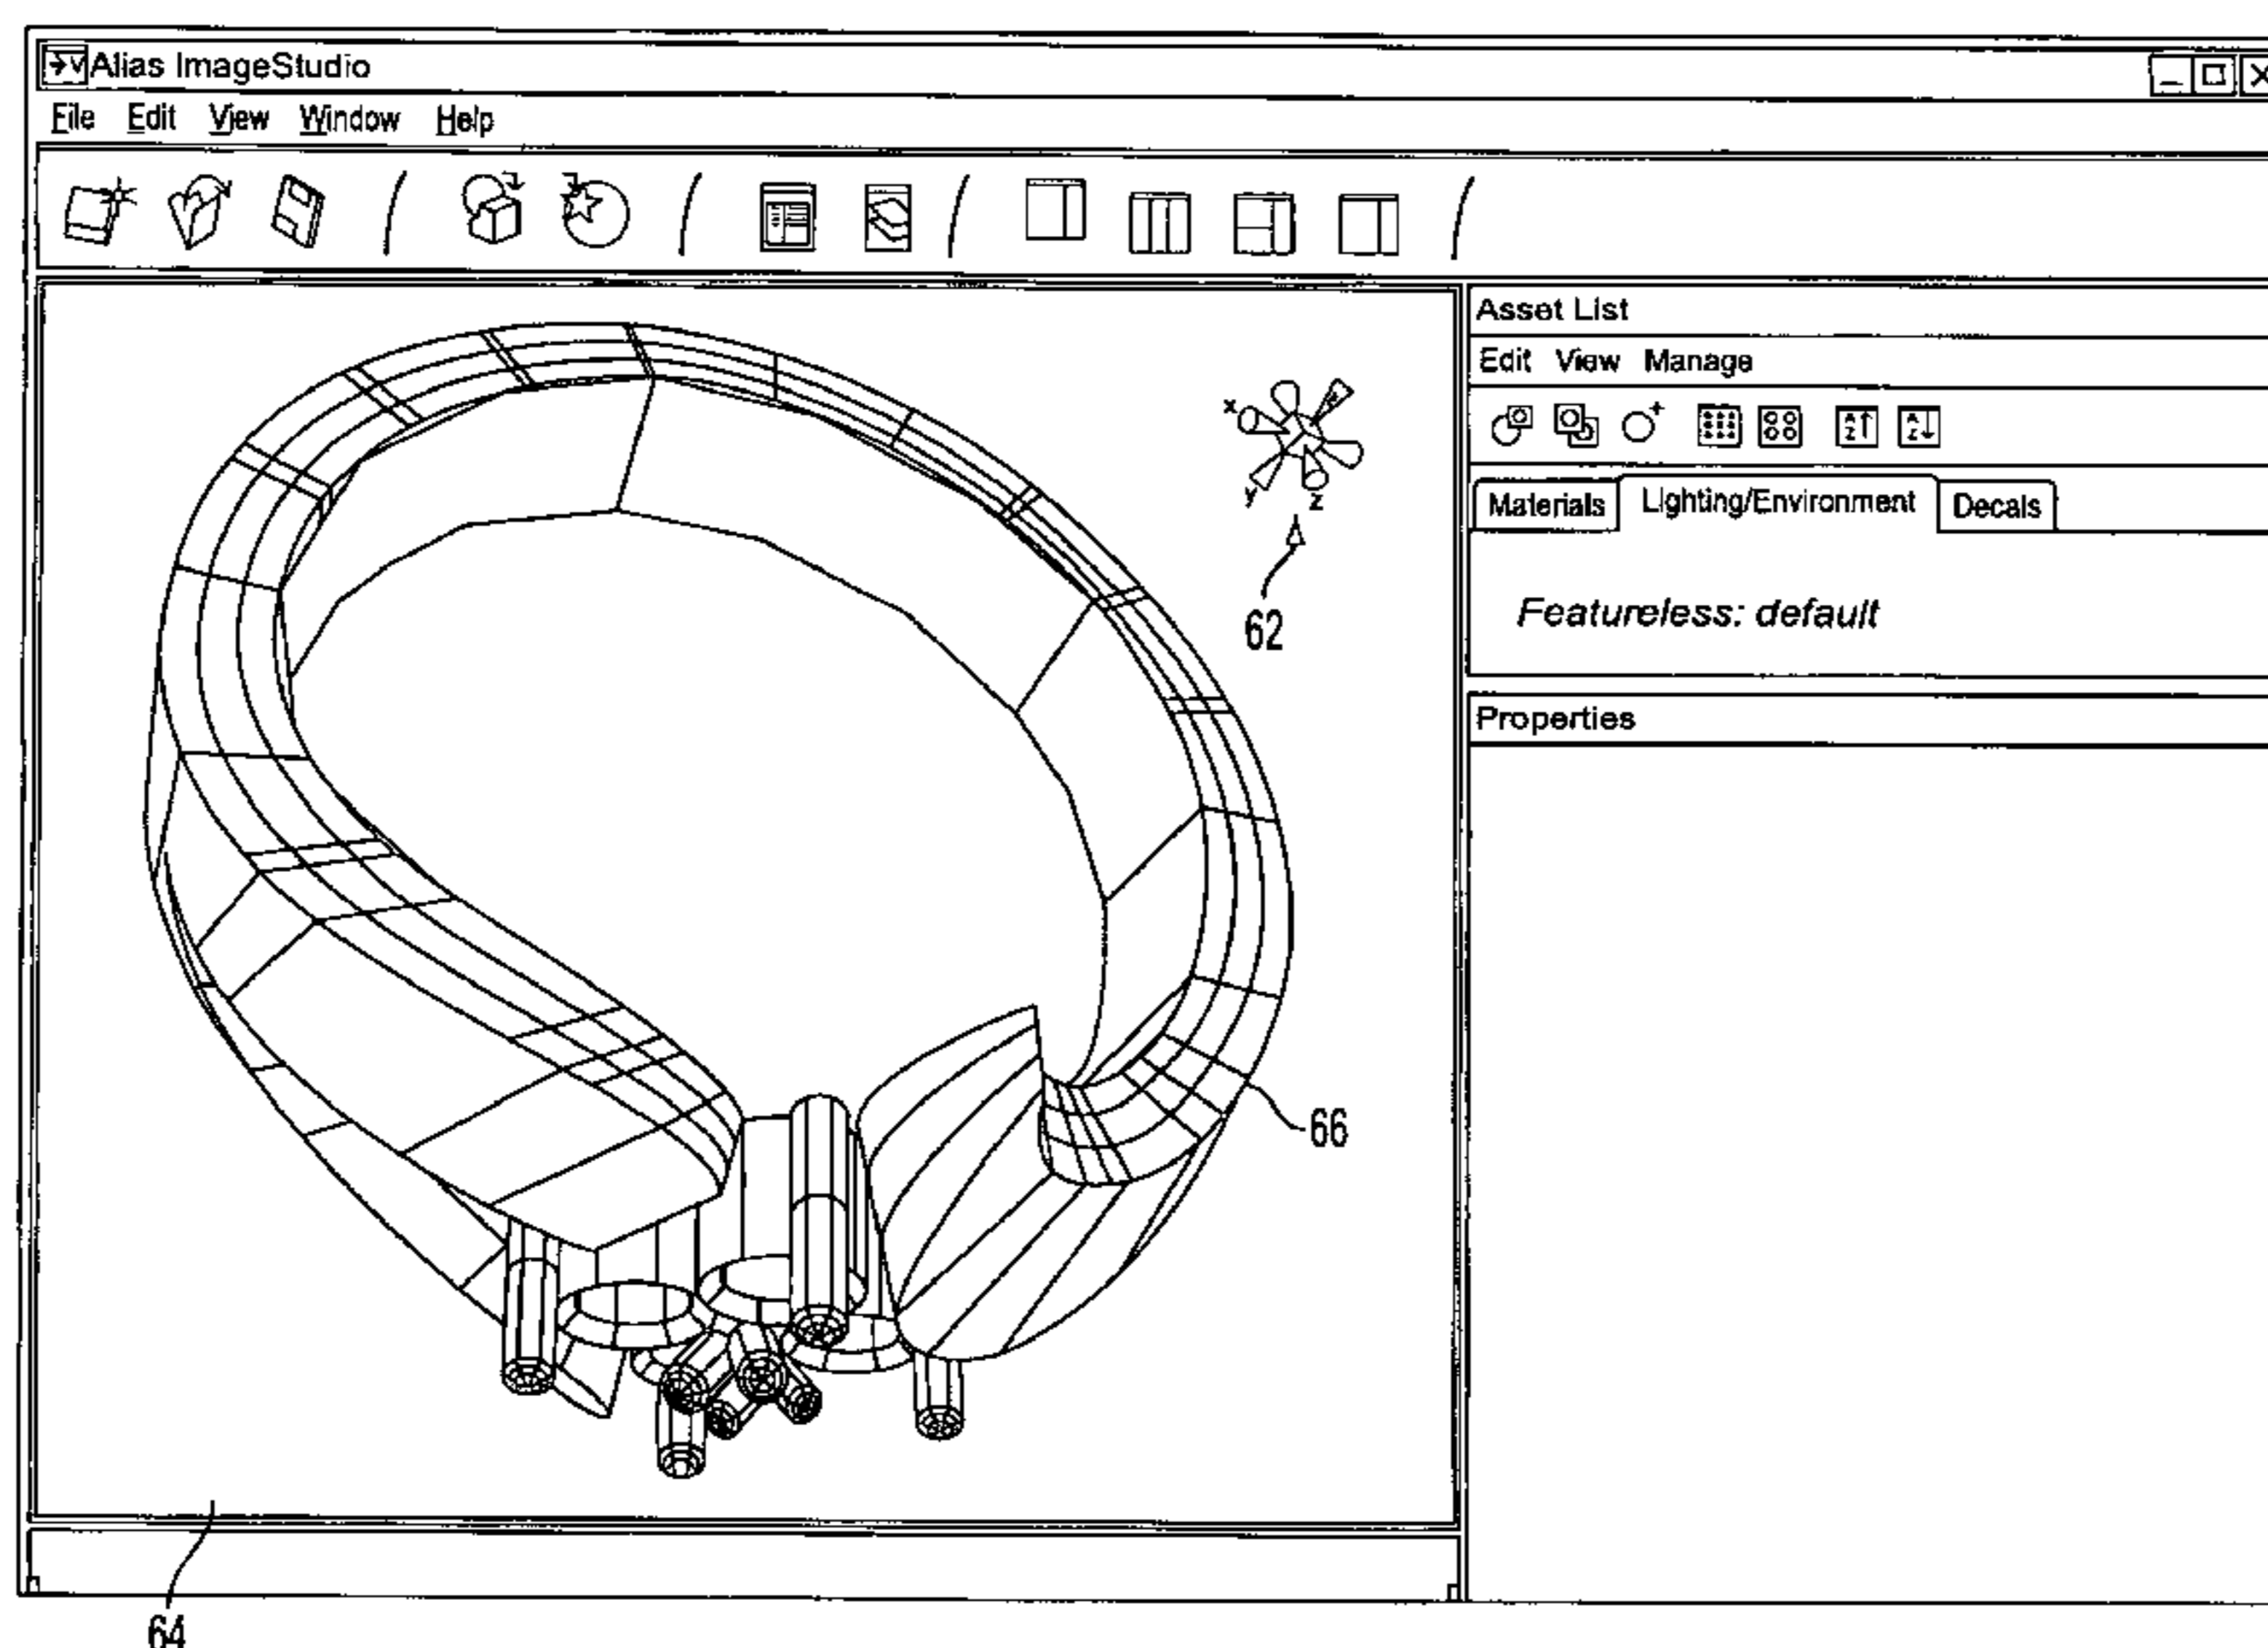 Alias ImageStudio
File Edit View Window Help
Asset List
Edit View Manage
A Z A Z
x y z
Materials Lighting/Environment Decals
62
Featureless: default
Properties
66
64